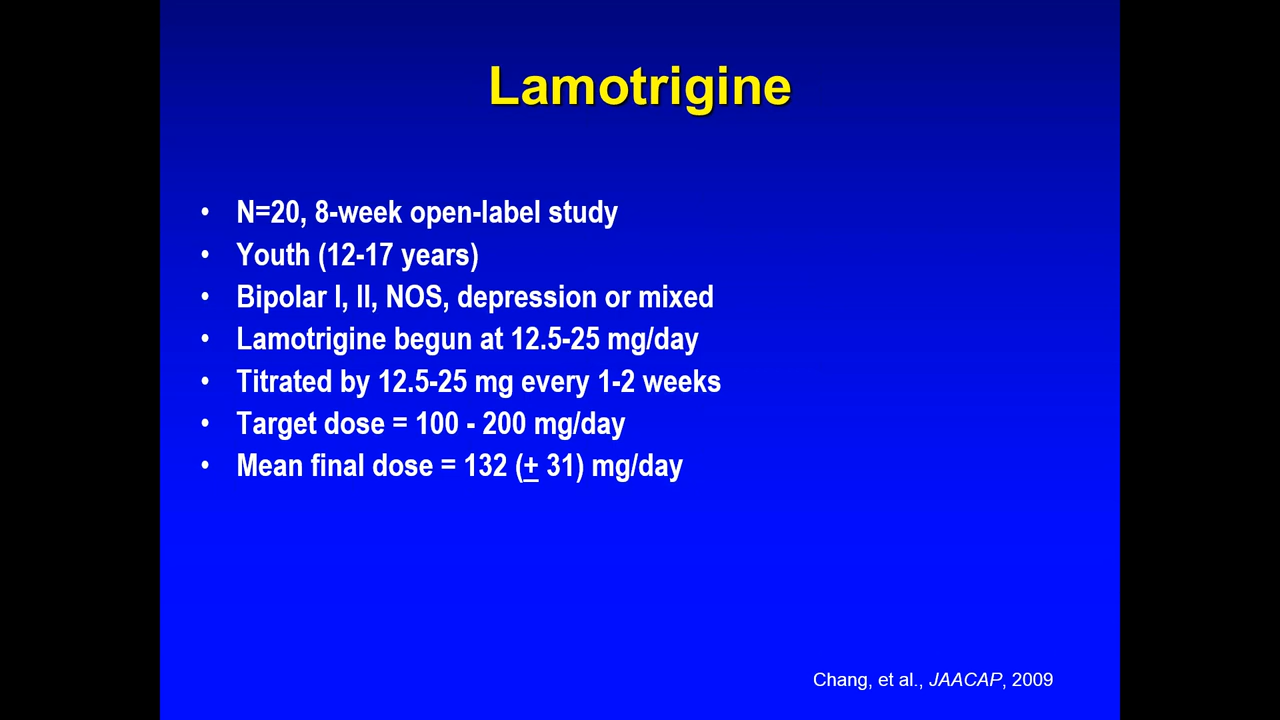 Lamotrigine
• N=20, 8-week open-label study
• Youth (12-17 years)
• Bipolar I, II, NOS, depression or mixed
• Lamotrigine begun at 12.5-25 mg/day
• Titrated by 12.5-25 mg every 1-2 weeks
• Target dose = 100 - 200 mg/day
• Mean final dose = 132 (+ 31) mg/day
Chang, et al., JAACAP, 2009